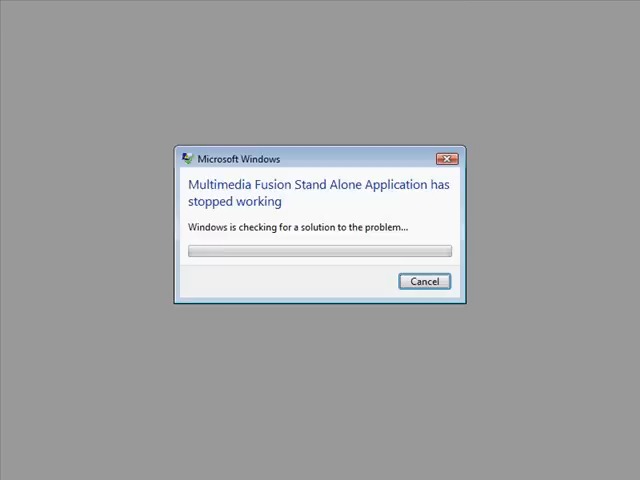 Microsoft Windows
Multimedia Fusion Stand Alone Application has
stopped working
Windows is checking for a solution to the problem...
Cancel